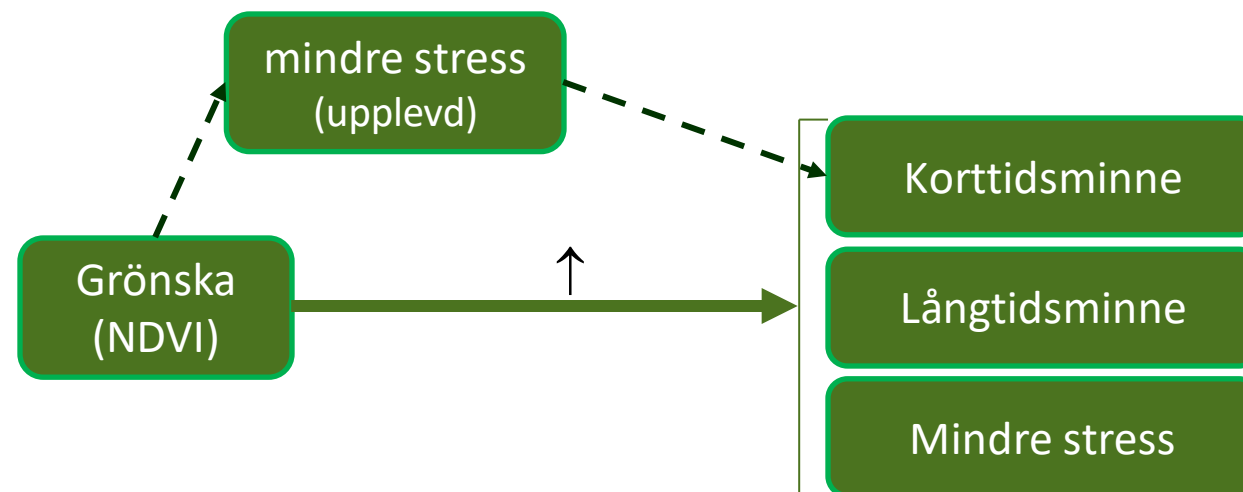 mindre stress
(upplevd)
Korttidsminne
Grönska
(NDVI)
↑
Långtidsminne
Mindre stress